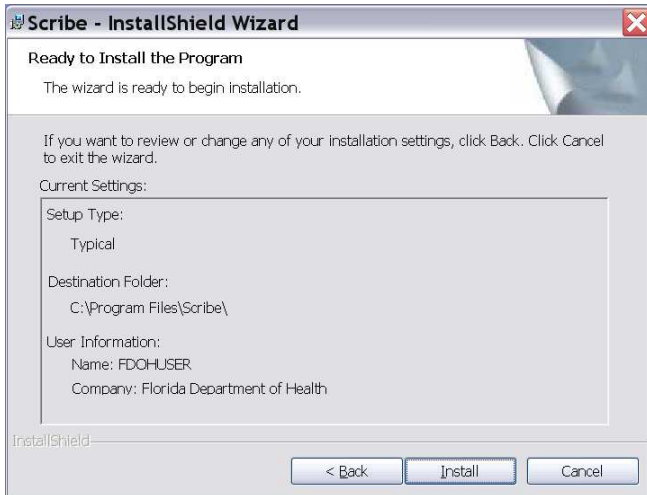 Scribe - InstallShield Wizard
Ready to Install the Program
The wizard is ready to begin installation.
If you want to review or change any of your installation settings, click Back. Click Cancel
to exit the wizard.
Current Settings:
Setup Type:
Typical
Destination Folder:
C:\Program Files\Scribe\
User Information:
Name: FDOHUSER
Company: Florida Department of Health
InstallShield
< Back
Install
Cancel